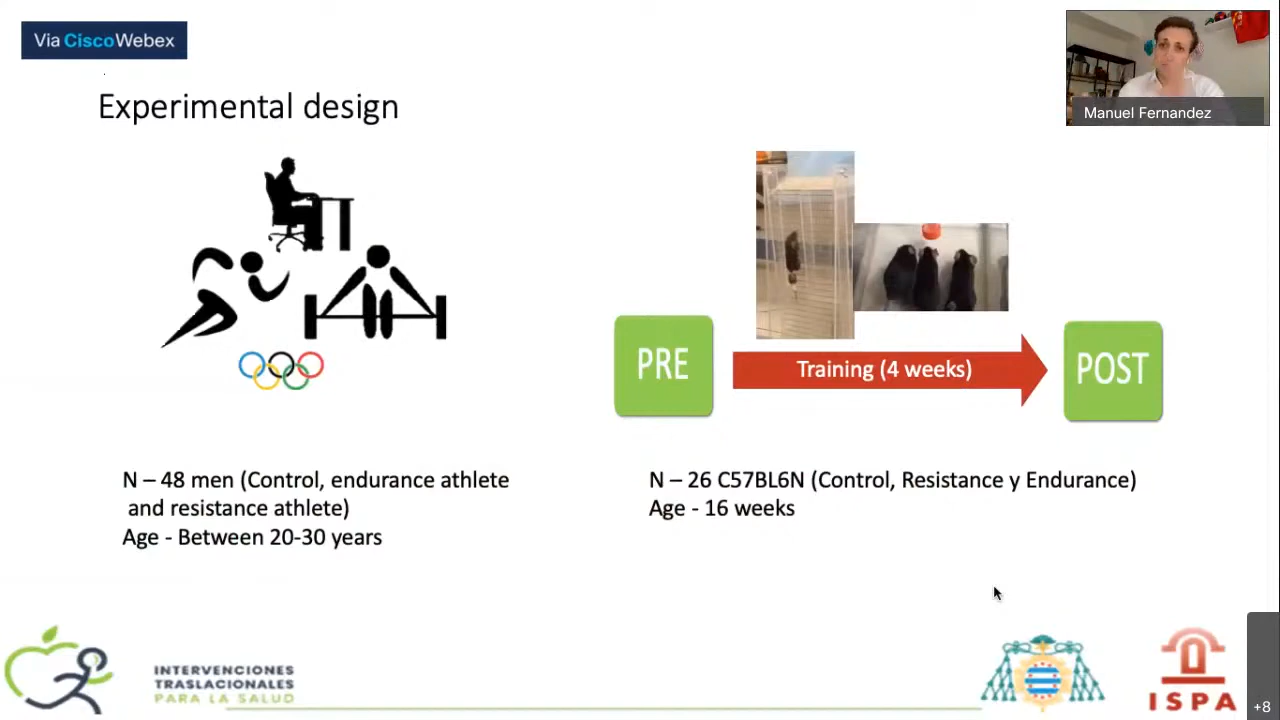 Via Cisco Webex
Manuel Fernandez
Experimental design
PRE
Training (4 weeks)
POST
N – 48 men (Control, endurance athlete
and resistance athlete)
Age - Between 20-30 years
N – 26 C57BL6N (Control, Resistance y Endurance)
Age - 16 weeks
INTERVENCIONES
TRASLACIONALES
PARA LA SALUD
ISPA
+8